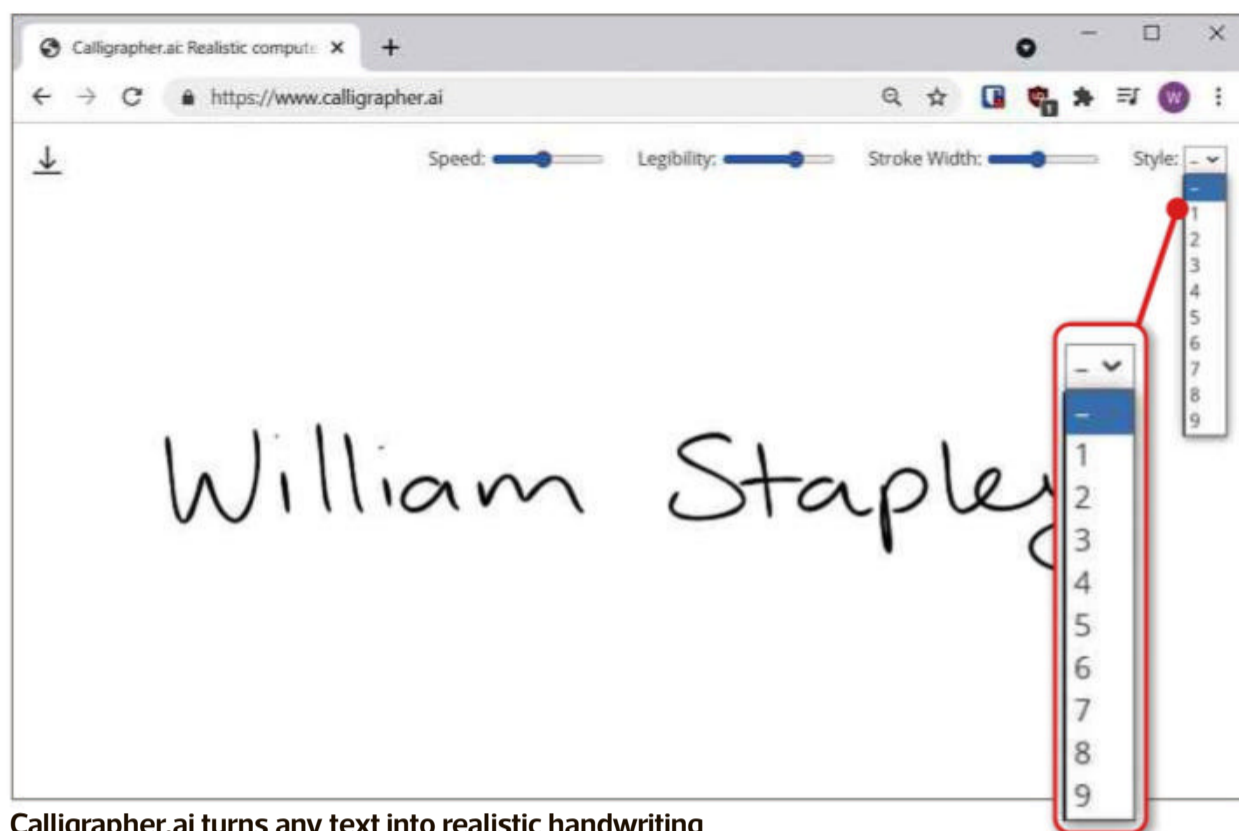 Calligrapher.ai: Realistic compute
https://www.calligrapher.ai
1
W
Speed:
Legibility:
Stroke Width:
Style: –
–
1
2
3
4
5
6
7
8
9
William Stapley
–
–
1
2
3
4
5
6
7
8
9
Calligrapher.ai turns any text into realistic handwriting